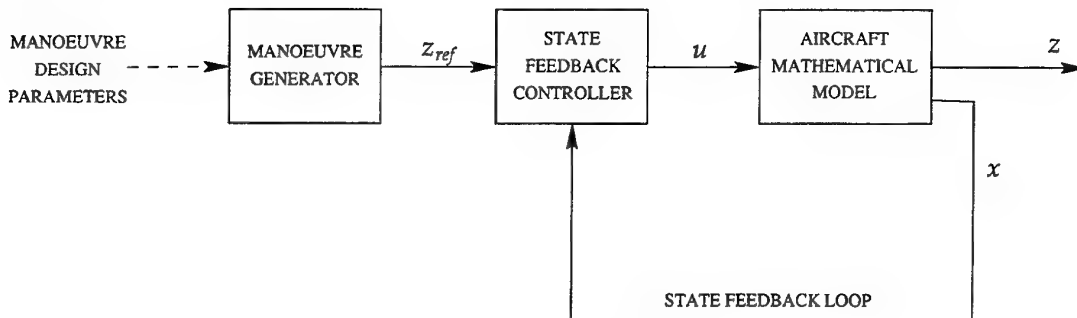 MANOEUVRE
DESIGN
PARAMETERS
MANOEUVRE
GENERATOR
z_ref
STATE
FEEDBACK
CONTROLLER
u
AIRCRAFT
MATHEMATICAL
MODEL
z
x
STATE FEEDBACK LOOP